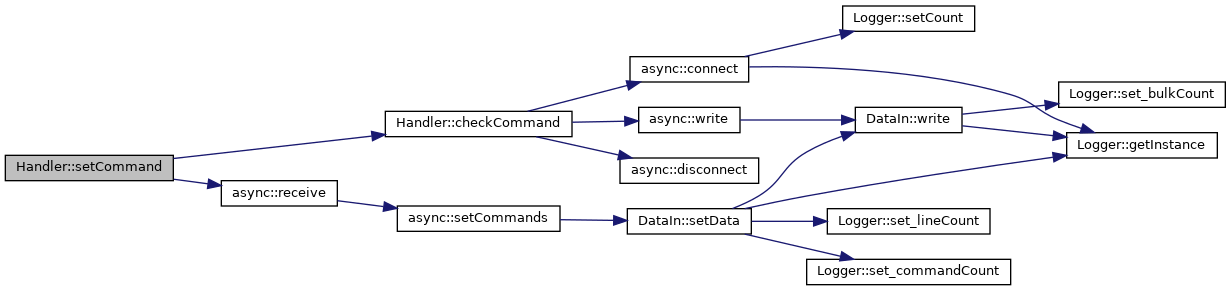 Handler::setCommand
Handler::checkCommand
async::connect
Logger::setCount
Logger::getInstance
async::write
DataIn::write
Logger::set_bulkCount
async::disconnect
async::receive
async::setCommands
DataIn::setData
Logger::set_lineCount
Logger::set_commandCount